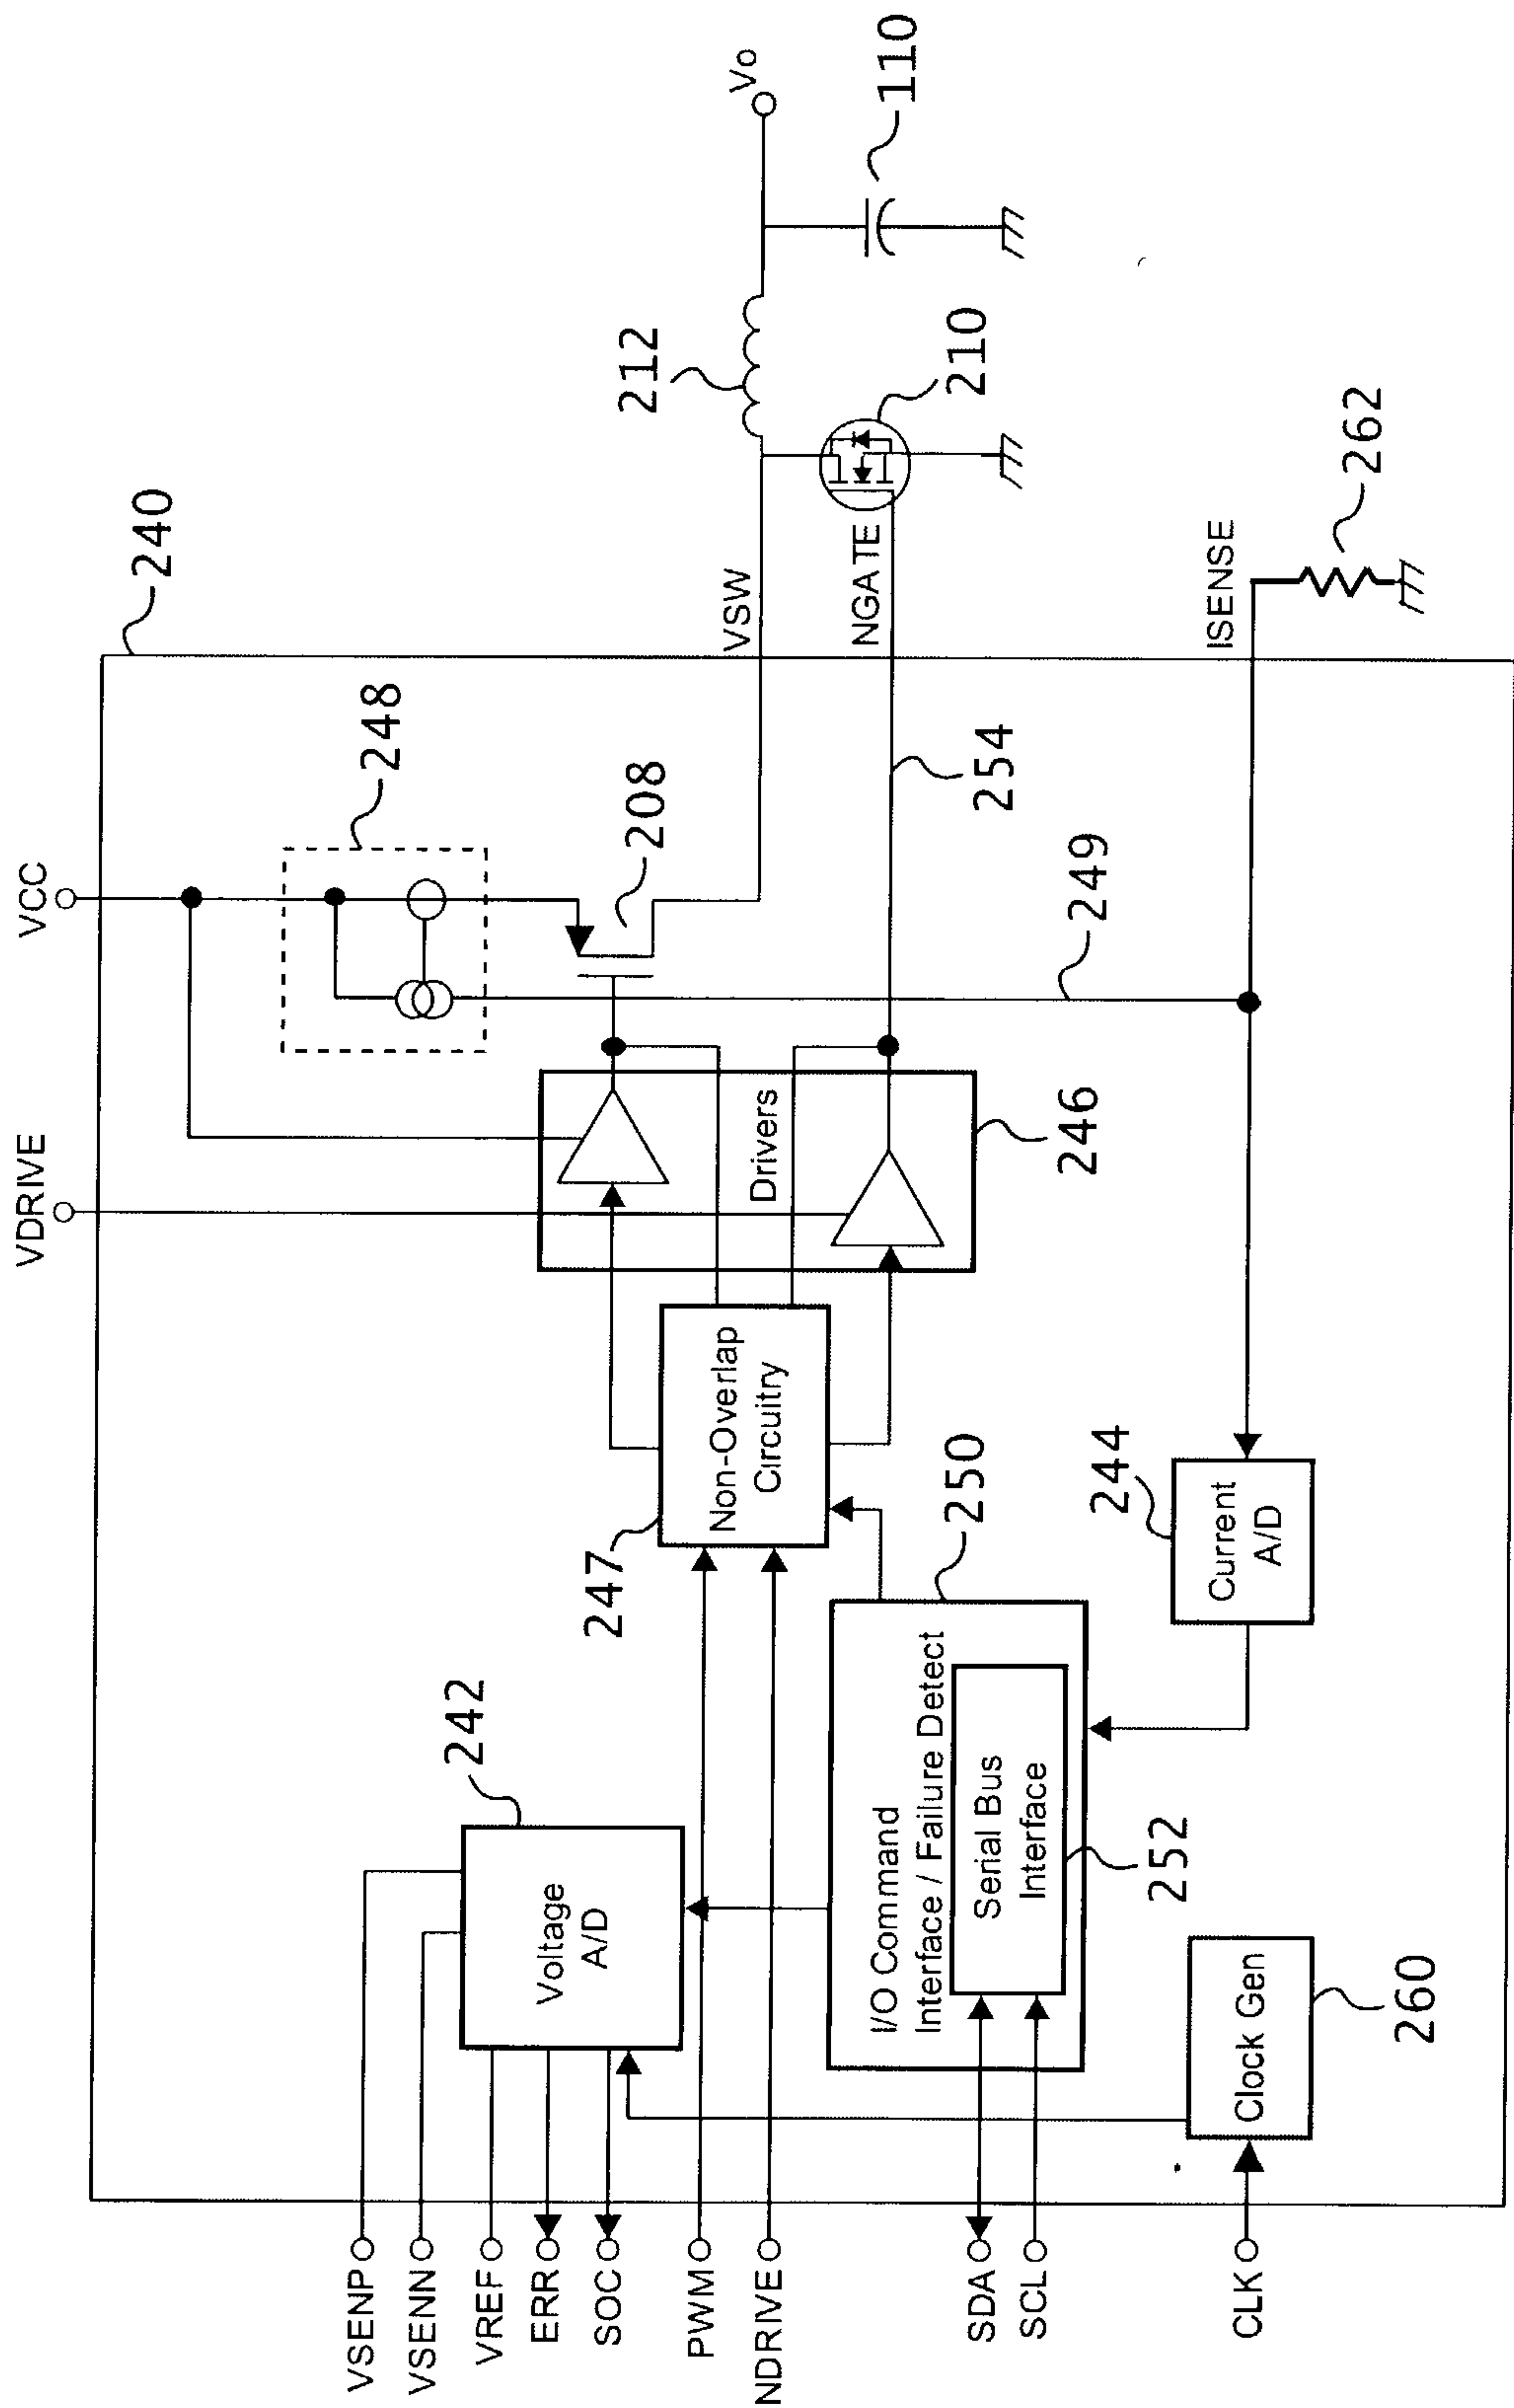 VDRIVE
VCC
240
248
208
VSW
212
Vo
110
NGATE
210
254
249
ISENSE
262
Drivers
246
Non-Overlap
Circuitry
247
242
Voltage
A/D
250
I/O Command
Interface / Failure Detect
Serial Bus
Interface
252
244
Current
A/D
Clock Gen
260
VSENP
VSENN
VREF
ERR
SOC
PWM
NDRIVE
SDA
SCL
CLK